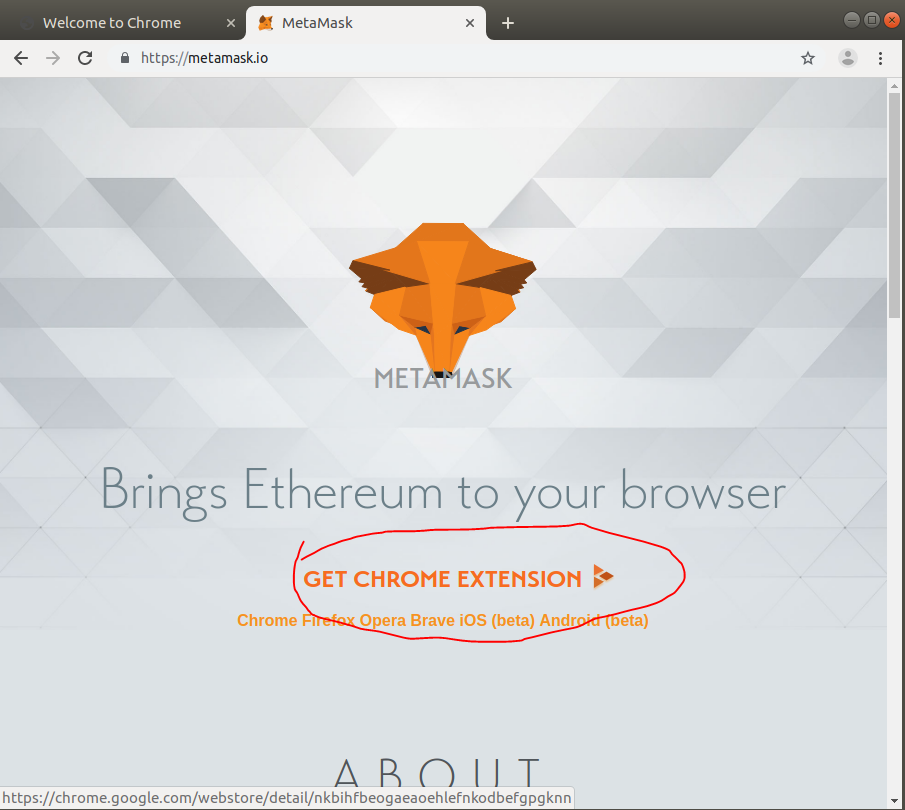 Welcome to Chrome
MetaMask
https://metamask.io
METAMASK
Brings Ethereum to your browser
GET CHROME EXTENSION
Chrome Firefox Opera Brave iOS (beta) Android (beta)
ABOUT
https://chrome.google.com/webstore/detail/nkbihfbeogaeaoehlefnkodbefgpgknn